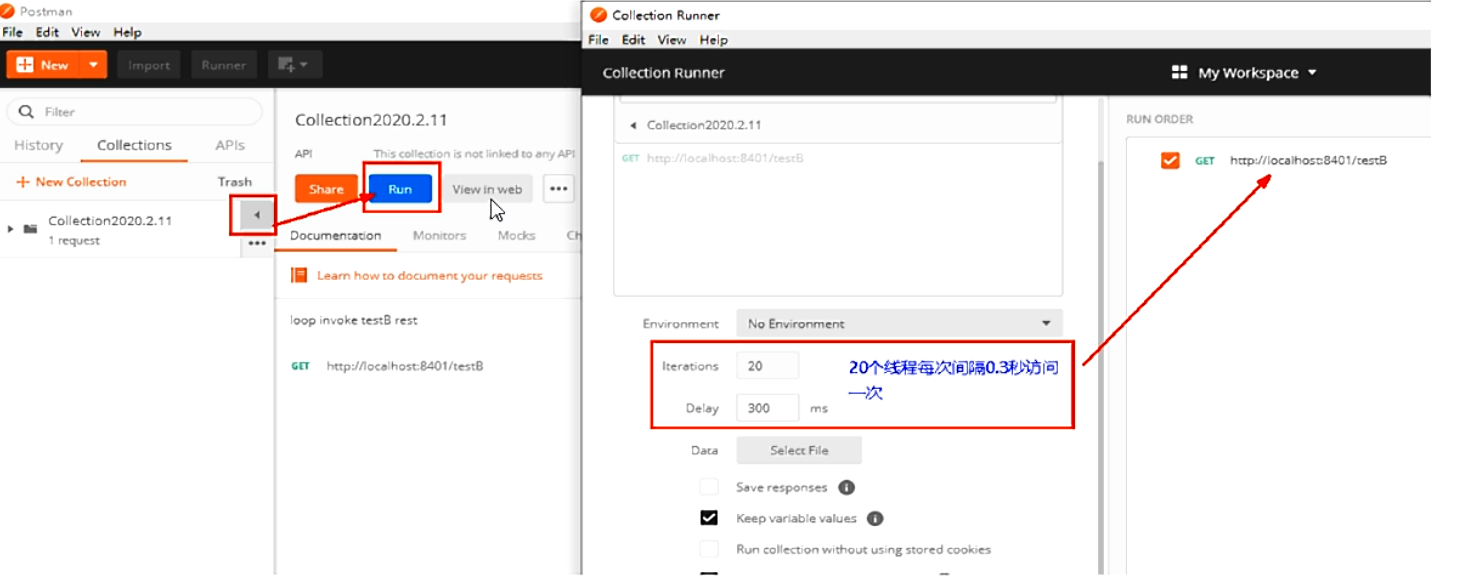 Postman
File Edit View Help
New
Import
Runner
Filter
History Collections APIs
+ New Collection Trash
Collection2020.2.11
1 request
Collection2020.2.11
API This collection is not linked to any API
Share Run View in web
Documentation Monitors Mocks Ch
Learn how to document your requests
loop invoke testB rest
GET http://localhost:8401/testB
Collection Runner
File Edit View Help
Collection Runner
My Workspace
Collection2020.2.11
GET http://localhost:8401/testB
Environment No Environment
Iterations 20
Delay 300 ms
20个线程每次间隔0.3秒访问
一次
Data Select File
Save responses
Keep variable values
Run collection without using stored cookies
RUN ORDER
GET http://localhost:8401/testB